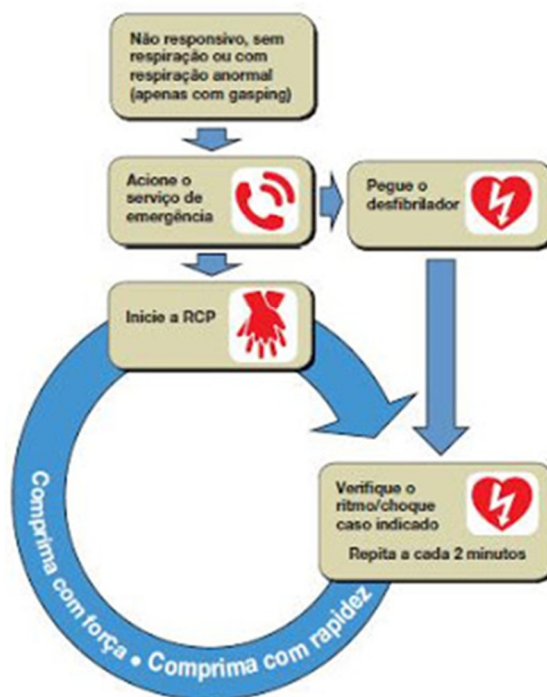 Não responsivo, sem
respiração ou com
respiração anormal
(apenas com gasping)
Acione o
serviço de
emergência
Pegue o
desfibrilador
Inicie a RCP
Verifique o
ritmo/choque
caso indicado
Repita a cada 2 minutos
Comprima com força • Comprima com rapidez